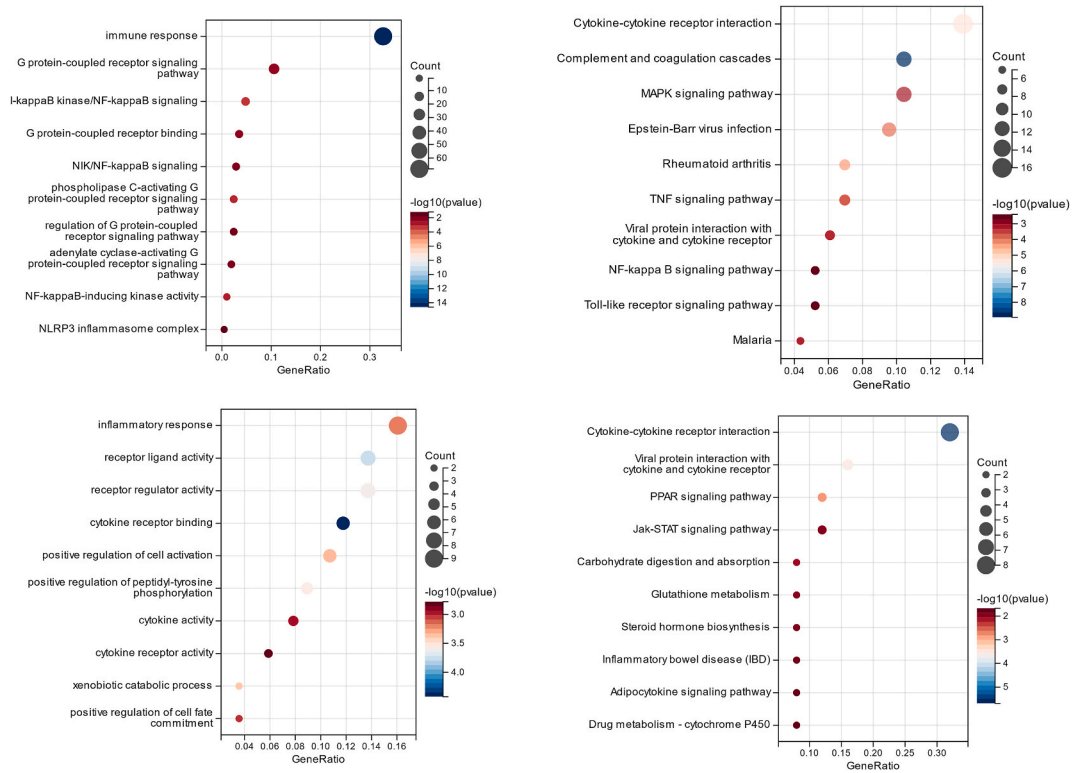 immune response
G protein-coupled receptor signaling
pathway
I-kappaB kinase/NF-kappaB signaling
G protein-coupled receptor binding
NIK/NF-kappaB signaling
phospholipase C-activating G
protein-coupled receptor signaling
pathway
regulation of G protein-coupled
receptor signaling pathway
adenylate cyclase-activating G
protein-coupled receptor signaling
pathway
NF-kappaB-inducing kinase activity
NLRP3 inflammasome complex
0.0 0.1 0.2 0.3
GeneRatio
Count
10
20
30
40
50
60
-log10(pvalue)
2
4
6
8
10
12
14
Cytokine-cytokine receptor interaction
Complement and coagulation cascades
MAPK signaling pathway
Epstein-Barr virus infection
Rheumatoid arthritis
TNF signaling pathway
Viral protein interaction with
cytokine and cytokine receptor
NF-kappa B signaling pathway
Toll-like receptor signaling pathway
Malaria
0.04 0.06 0.08 0.10 0.12 0.14
GeneRatio
Count
6
8
10
12
14
16
-log10(pvalue)
3
4
5
6
7
8
inflammatory response
receptor ligand activity
receptor regulator activity
cytokine receptor binding
positive regulation of cell activation
positive regulation of peptidyl-tyrosine
phosphorylation
cytokine activity
cytokine receptor activity
xenobiotic catabolic process
positive regulation of cell fate
commitment
0.04 0.06 0.08 0.10 0.12 0.14 0.16
GeneRatio
Count
2
3
4
5
6
7
8
9
-log10(pvalue)
3.0
3.5
4.0
Cytokine-cytokine receptor interaction
Viral protein interaction with
cytokine and cytokine receptor
PPAR signaling pathway
Jak-STAT signaling pathway
Carbohydrate digestion and absorption
Glutathione metabolism
Steroid hormone biosynthesis
Inflammatory bowel disease (IBD)
Adipocytokine signaling pathway
Drug metabolism - cytochrome P450
0.10 0.15 0.20 0.25 0.30
GeneRatio
Count
2
3
4
5
6
7
8
-log10(pvalue)
2
3
4
5